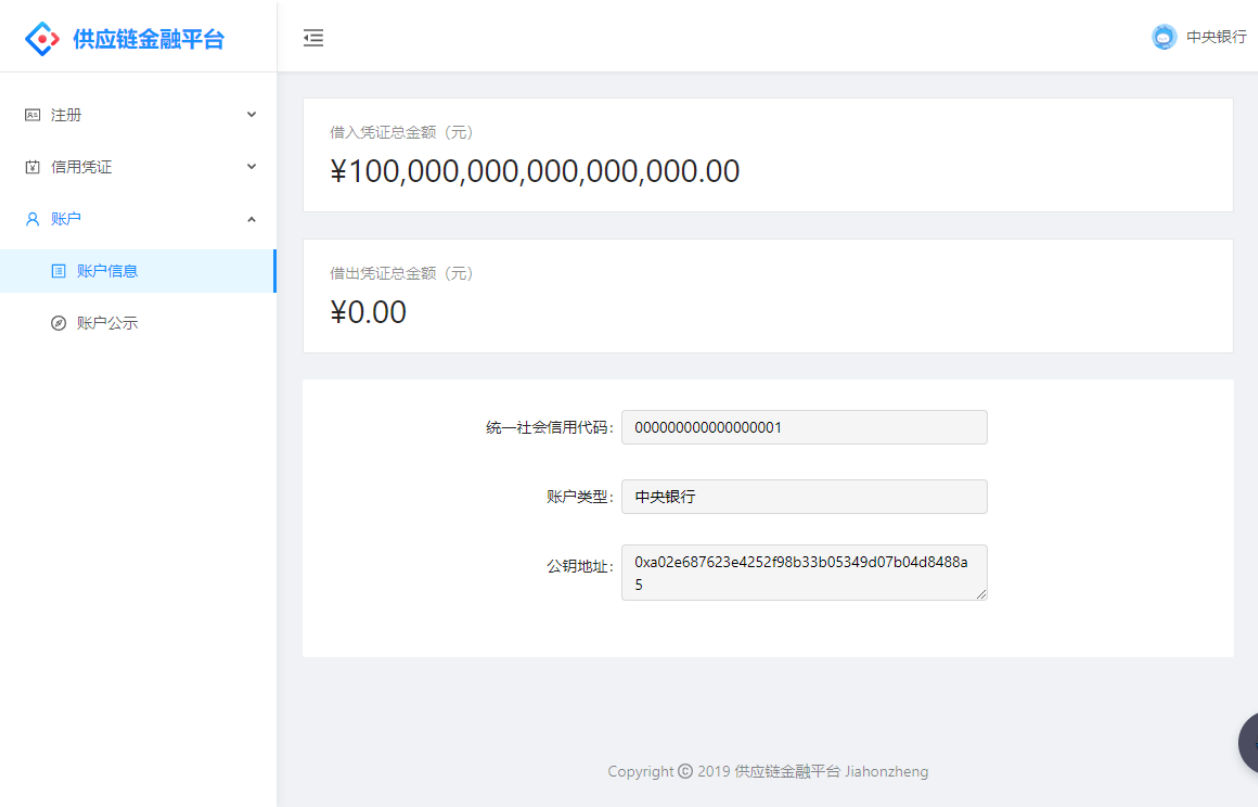 供应链金融平台
中央银行
注册
信用凭证
账户
账户信息
账户公示
借入凭证总金额（元）
¥100,000,000,000,000,000.00
借出凭证总金额（元）
¥0.00
统一社会信用代码：
000000000000000001
账户类型：
中央银行
公钥地址：
0xa02e687623e4252f98b33b05349d07b04d8488a
5
Copyright © 2019 供应链金融平台 Jiahonzheng